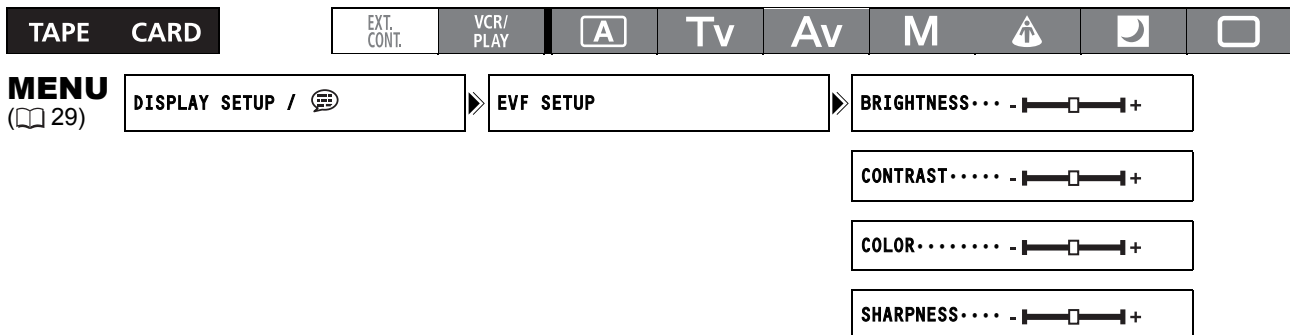 TAPE CARD EXT. CONT. VCR/ PLAY A Tv Av M
MENU
( 29)
DISPLAY SETUP /
EVF SETUP
BRIGHTNESS··· - +
CONTRAST····· - +
COLOR········ - +
SHARPNESS···· - +